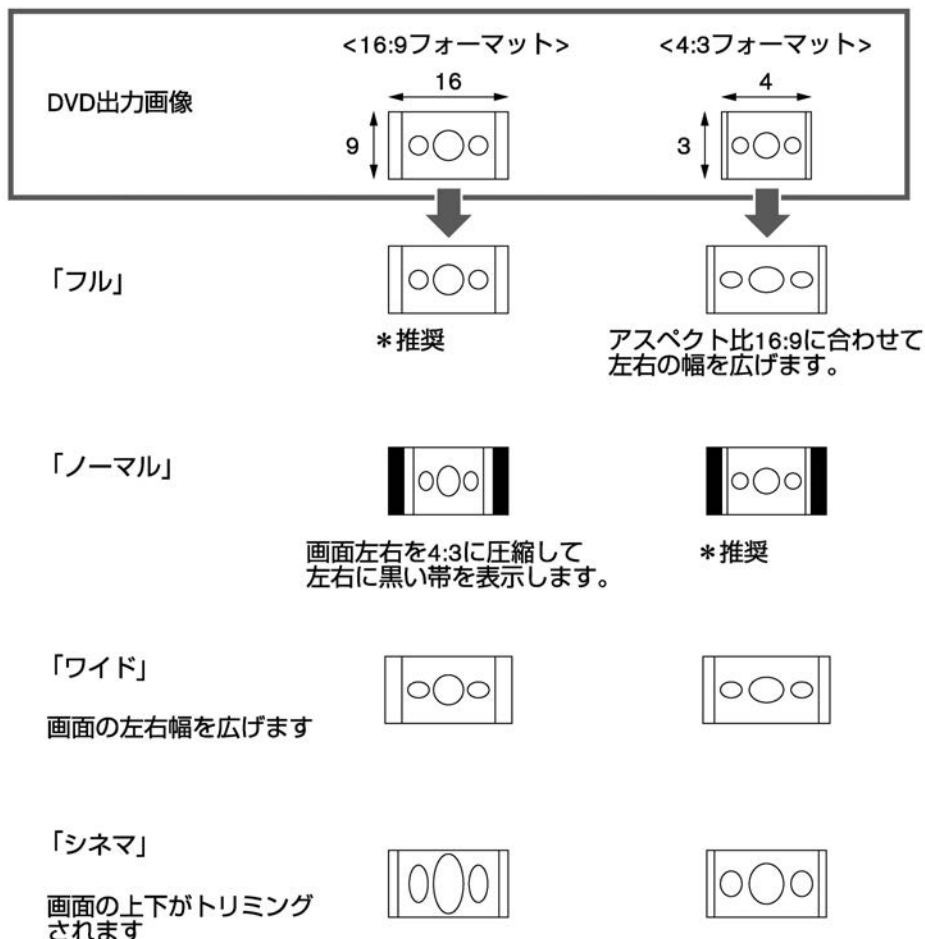 <16:9フォーマット>
<4:3フォーマット>
16
4
DVD出力画像
9
3
「フル」
＊推奨
アスペクト比16:9に合わせて
左右の幅を広げます。
「ノーマル」
画面左右を4:3に圧縮して
左右に黒い帯を表示します。
＊推奨
「ワイド」
画面の左右幅を広げます
「シネマ」
画面の上下がトリミング
されます